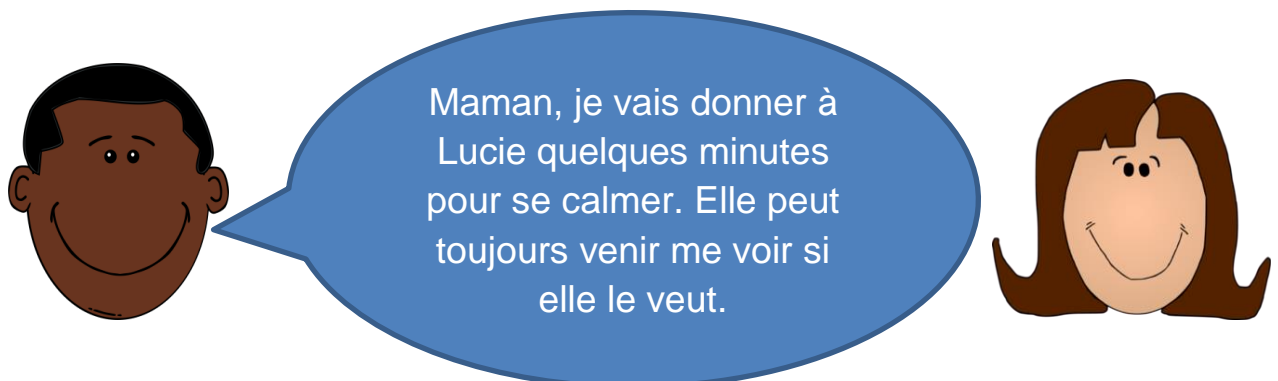 Maman, je vais donner à
Lucie quelques minutes
pour se calmer. Elle peut
toujours venir me voir si
elle le veut.